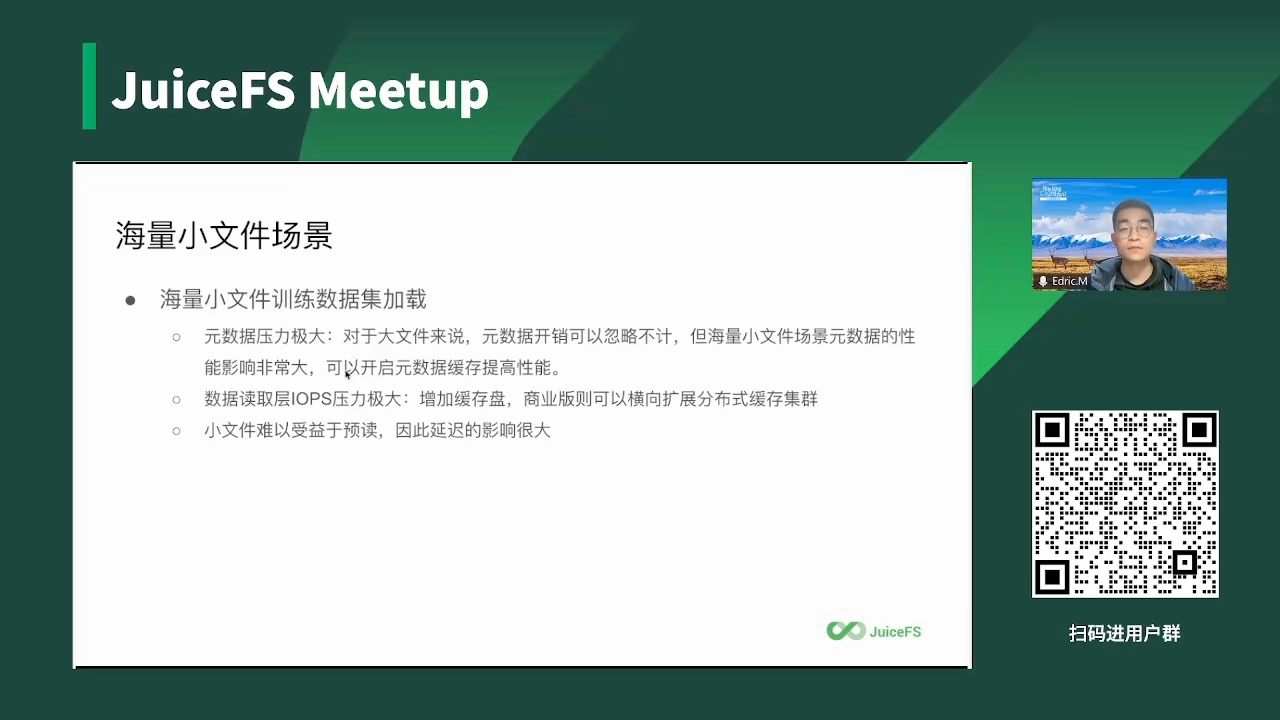 JuiceFS Meetup
海量小文件场景
● 海量小文件训练数据集加载
○ 元数据压力极大：对于大文件来说，元数据开销可以忽略不计，但海量小文件场景元数据的性
能影响非常大，可以开启元数据缓存提高性能。
○ 数据读取层IOPS压力极大：增加缓存盘，商业版则可以横向扩展分布式缓存集群
○ 小文件难以受益于预读，因此延迟的影响很大
JuiceFS
Edric.M
扫码进用户群